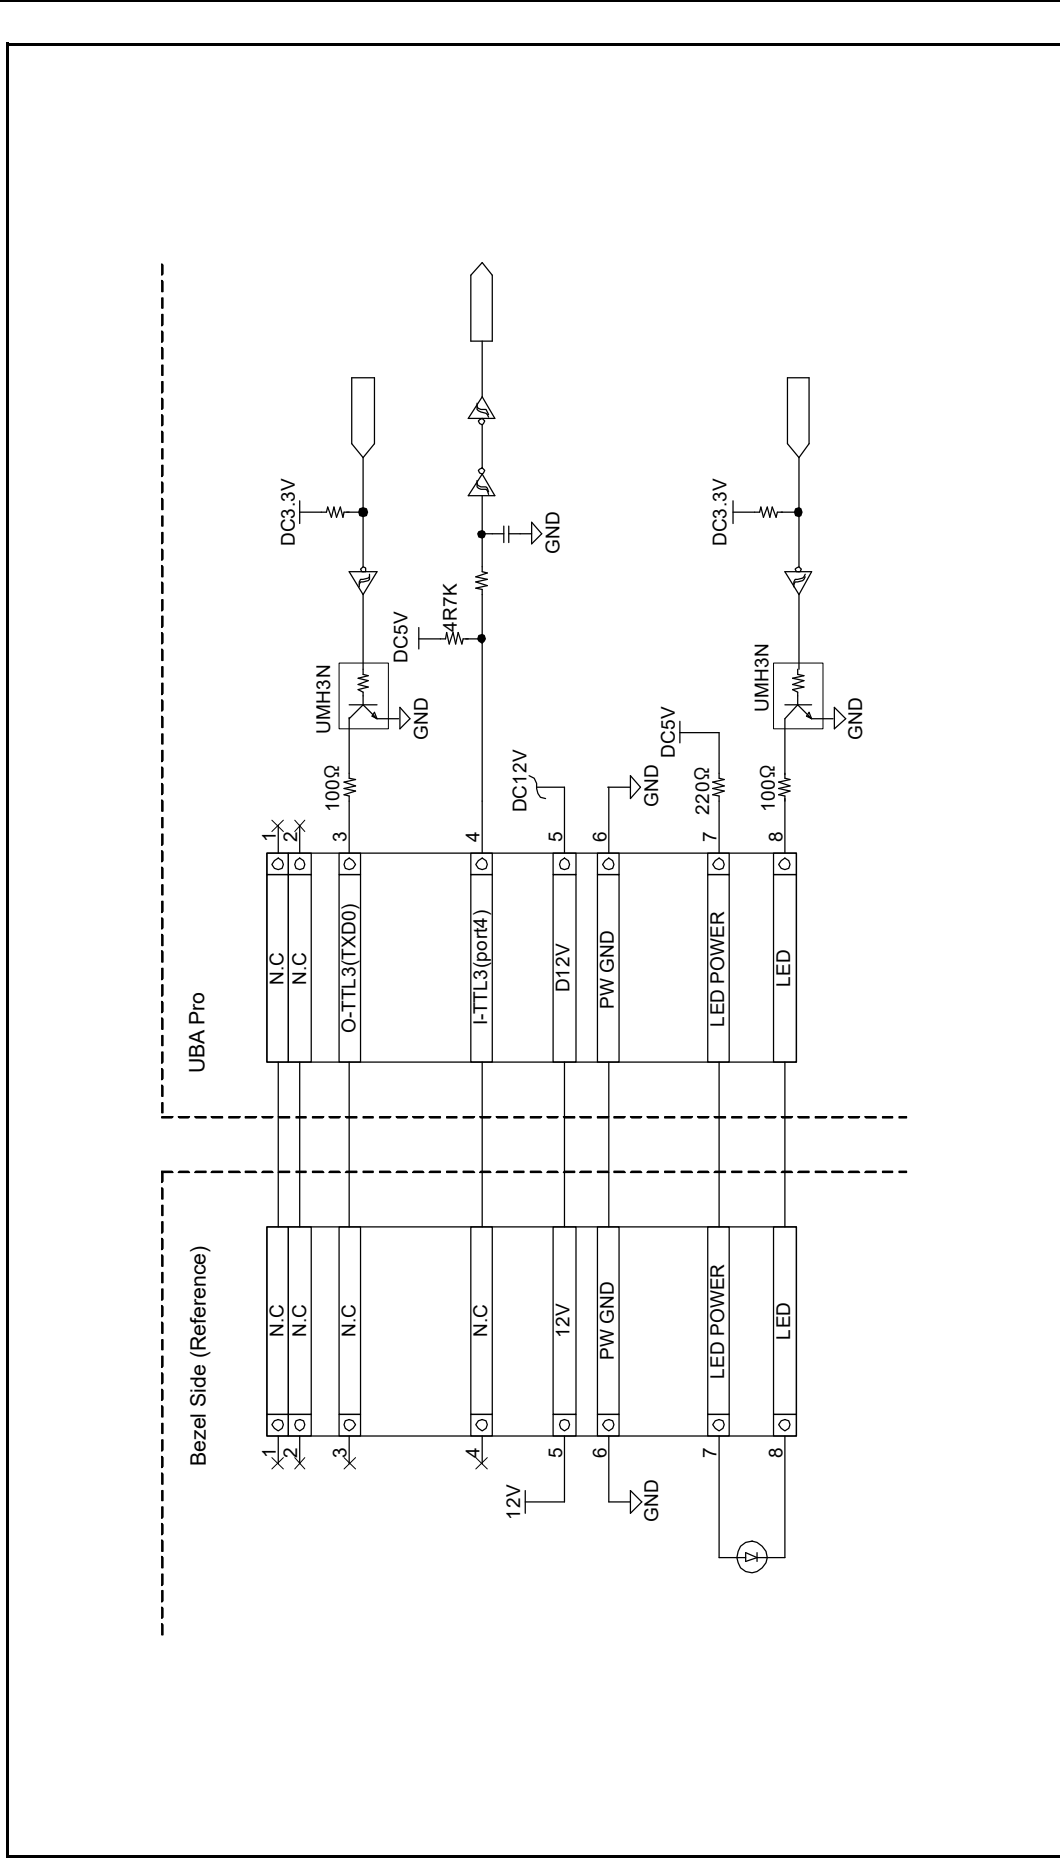 Bezel Side (Reference)
UBA Pro
1
N.C
N.C
1
2
N.C
N.C
2
3
N.C
O-TTL3(TXD0)
3
100Ω
UMH3N
GND
DC3.3V
4
N.C
I-TTL3(port4)
4
DC5V
4R7K
GND
12V
5
12V
D12V
5
DC12V
6
GND
PW GND
PW GND
6
GND
7
LED POWER
LED POWER
7
220Ω
DC5V
8
LED
LED
8
100Ω
UMH3N
GND
DC3.3V